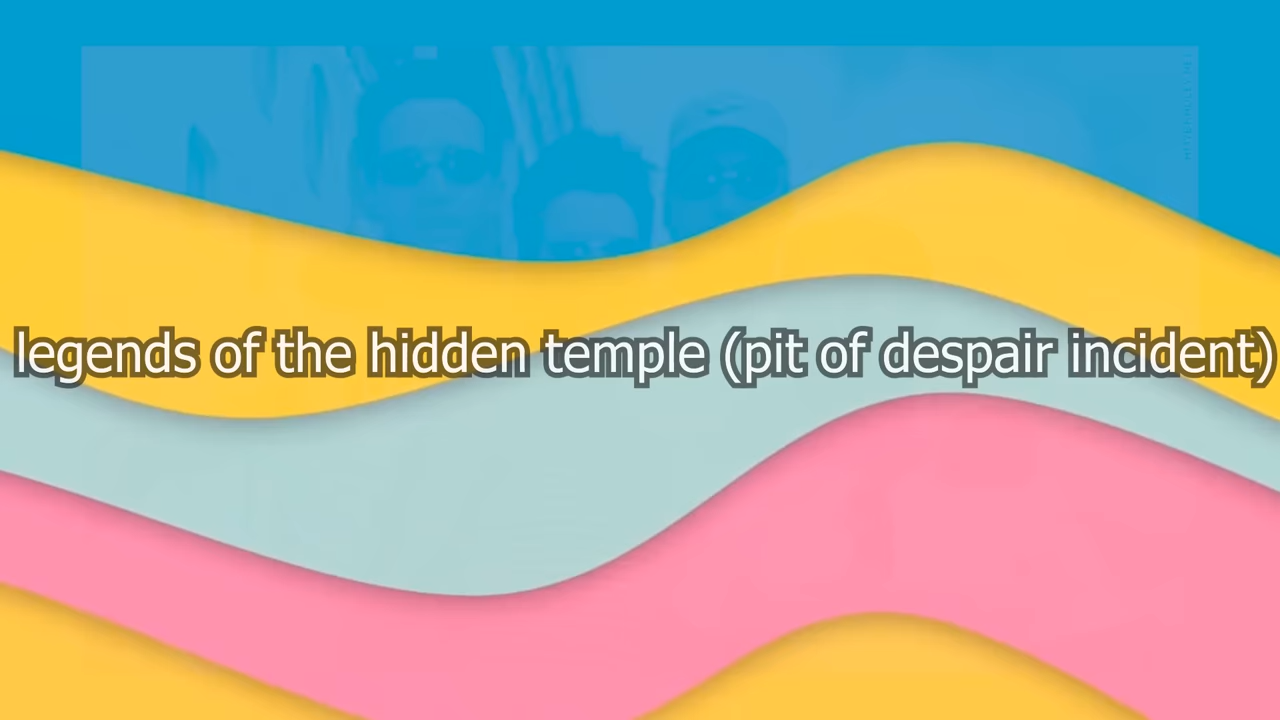 legends of the hidden temple (pit of despair incident)